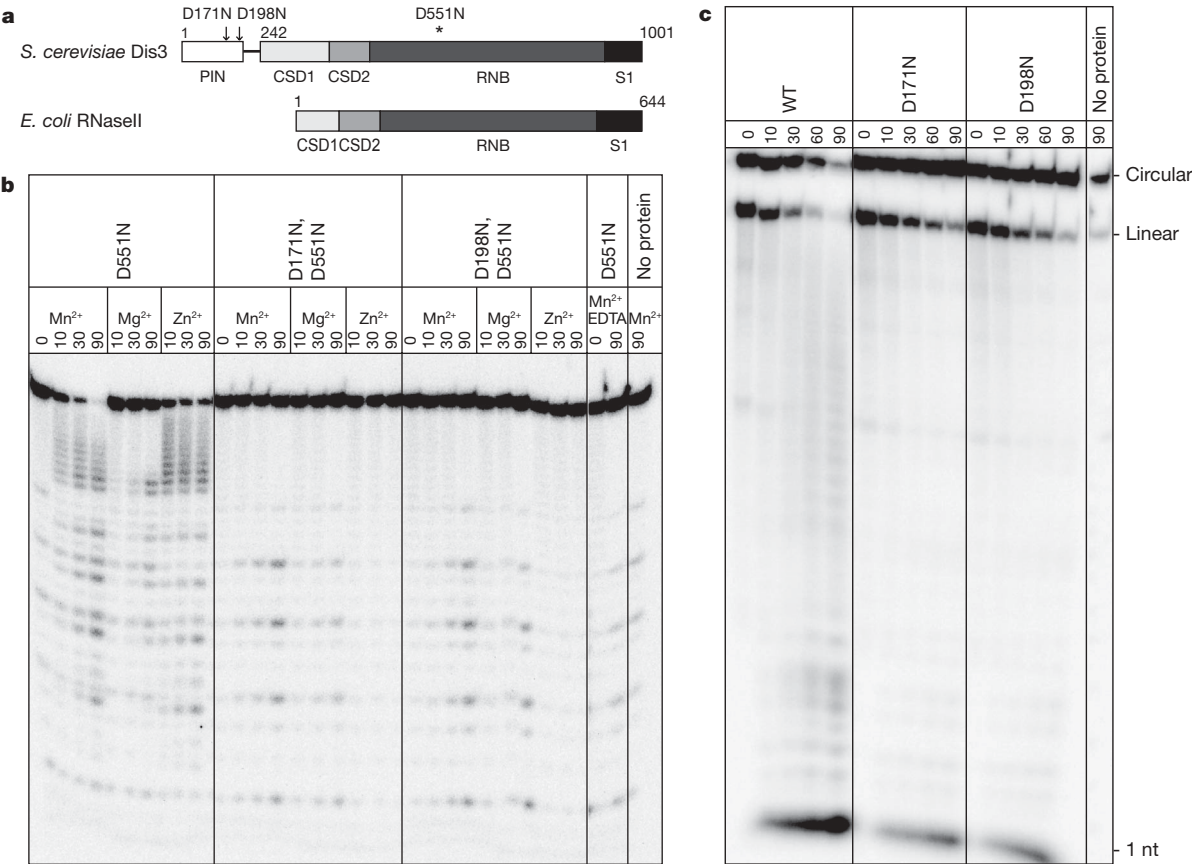 a
D171N D198N D551N
1 242 * 1001
S. cerevisiae Dis3
PIN CSD1 CSD2 RNB S1
1 644
E. coli RNaseII
CSD1 CSD2 RNB S1
b
D551N D171N, D551N D198N, D551N D551N No protein
Mn²⁺ Mg²⁺ Zn²⁺ Mn²⁺ Mg²⁺ Zn²⁺ Mn²⁺ Mg²⁺ Zn²⁺ Mn²⁺ EDTA Mn²⁺
0 10 30 90 10 30 90 10 30 90 0 10 30 90 10 30 90 10 30 90 0 10 30 90 10 30 90 10 30 90 0 90 90
c
WT D171N D198N No protein
0 10 30 60 90 0 10 30 60 90 0 10 30 60 90 90
Circular
Linear
1 nt